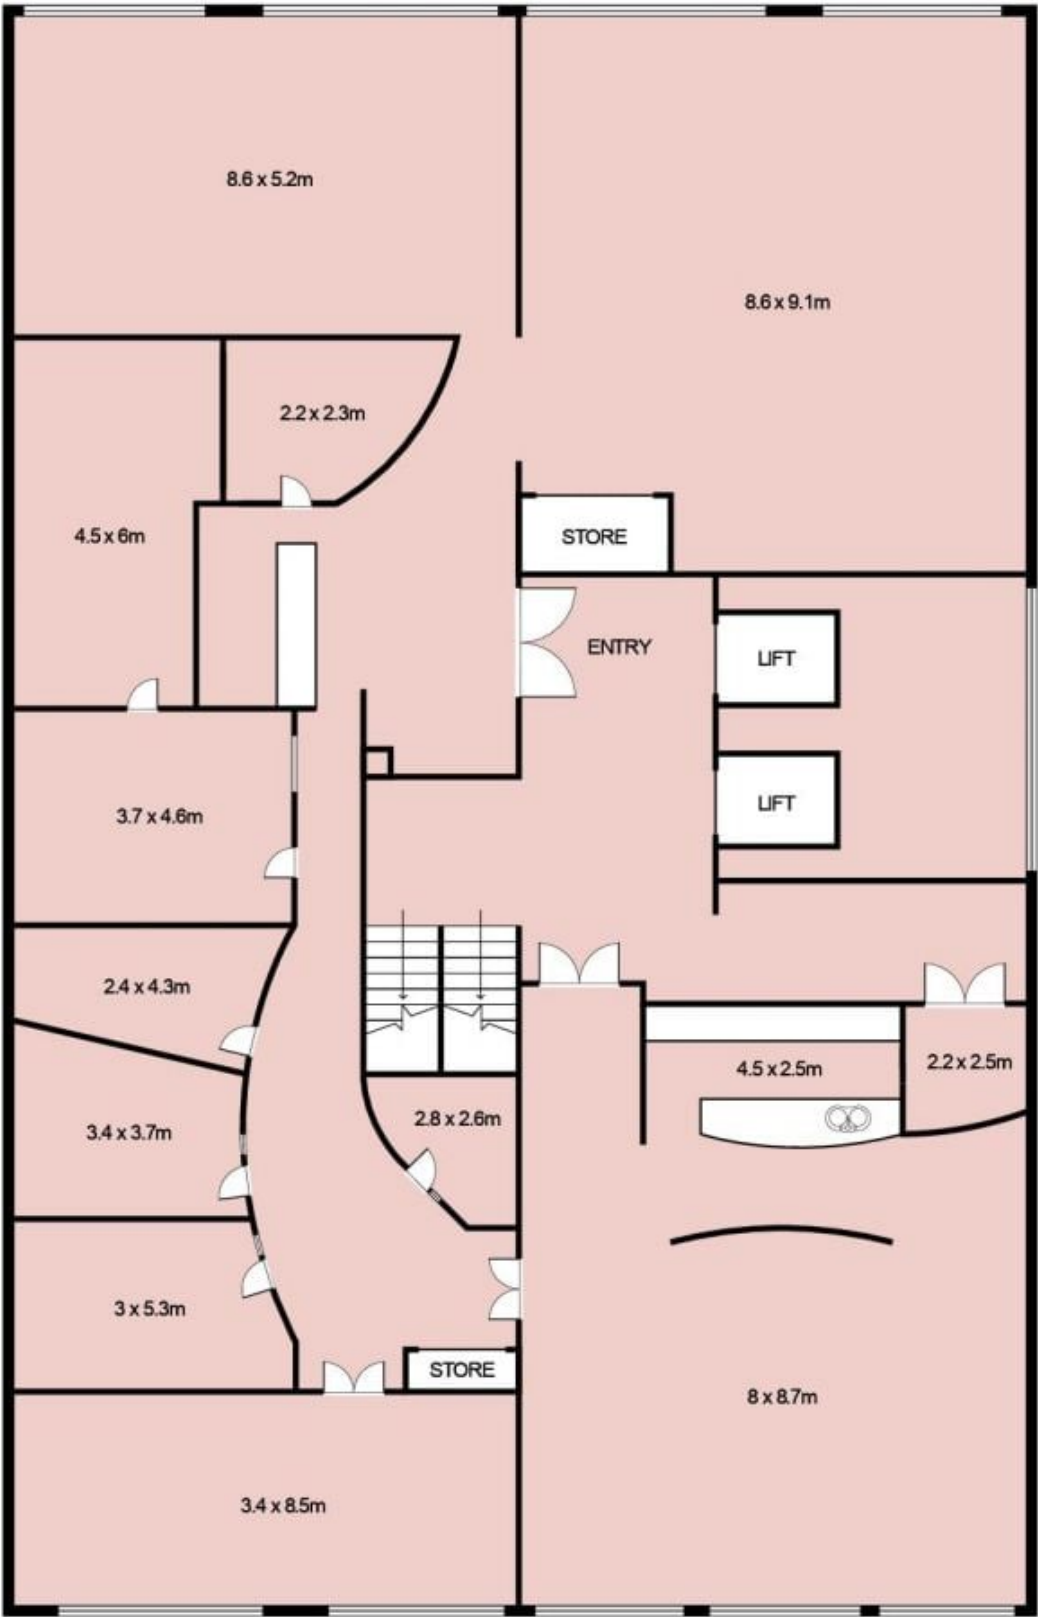 8.6 x 5.2m
8.6 x 9.1m
2.2 x 2.3m
4.5 x 6m
STORE
ENTRY
LIFT
LIFT
3.7 x 4.6m
2.4 x 4.3m
4.5 x 2.5m
2.2 x 2.5m
2.8 x 2.6m
3.4 x 3.7m
3 x 5.3m
STORE
8 x 8.7m
3.4 x 8.5m